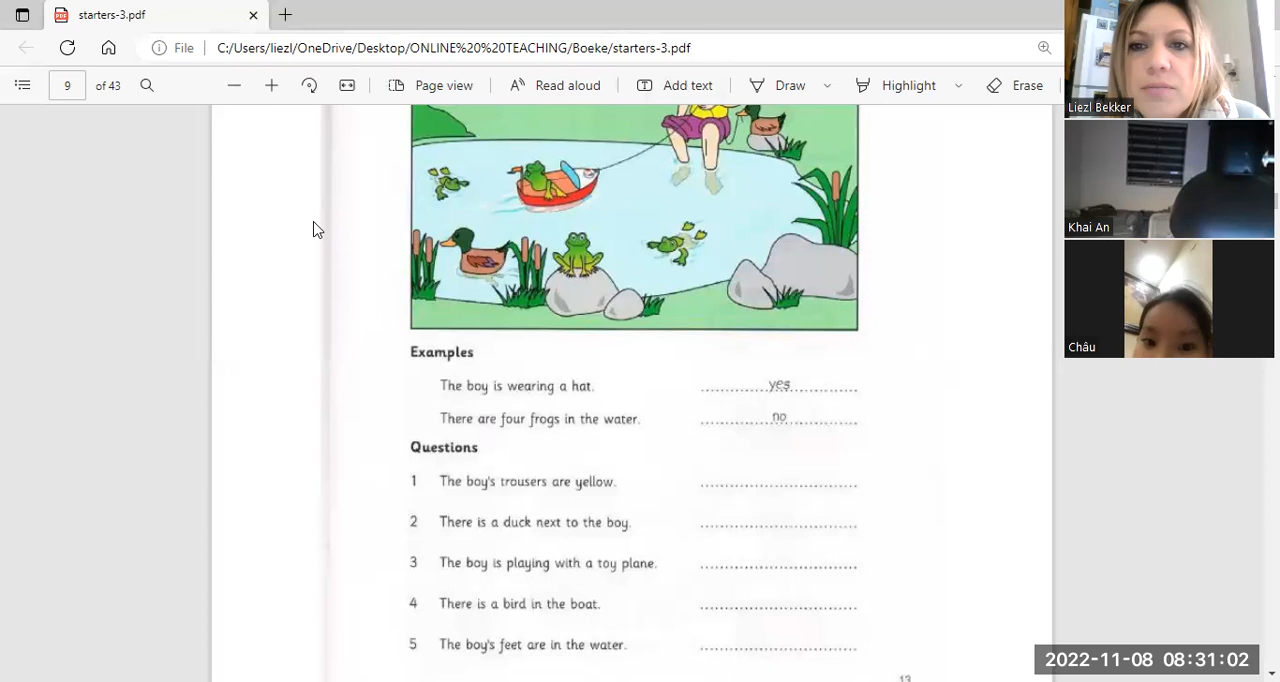 starters-3.pdf
File C:/Users/liezl/OneDrive/Desktop/ONLINE%20%20TEACHING/Boeke/starters-3.pdf
9 of 43 Page view Read aloud Add text Draw Highlight Erase
Liezl Bekker
Khai An
Châu
Examples
The boy is wearing a hat. yes
There are four frogs in the water. no
Questions
1 The boy's trousers are yellow.
2 There is a duck next to the boy.
3 The boy is playing with a toy plane.
4 There is a bird in the boat.
5 The boy's feet are in the water.
13
2022-11-08 08:31:02